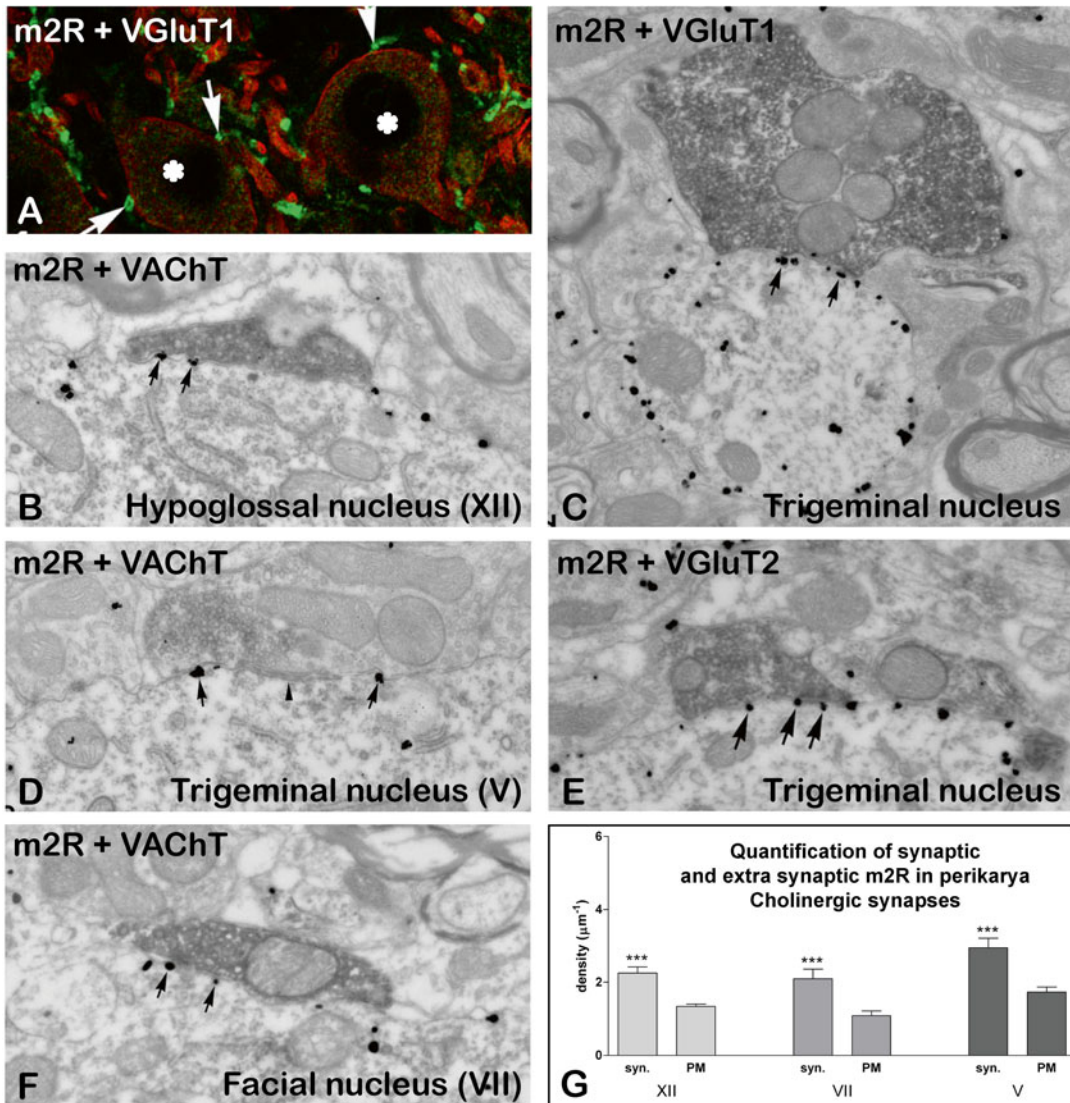 m2R + VGluT1
A
m2R + VAChT
B
Hypoglossal nucleus (XII)
m2R + VGluT1
C
Trigeminal nucleus
m2R + VAChT
D
Trigeminal nucleus (V)
m2R + VGluT2
E
Trigeminal nucleus
m2R + VAChT
F
Facial nucleus (VII)
Quantification of synaptic
and extra synaptic m2R in perikarya
Cholinergic synapses
density (µm⁻¹)
6
4
2
0
*** *** ***
syn. PM syn. PM syn. PM
XII VII V
G